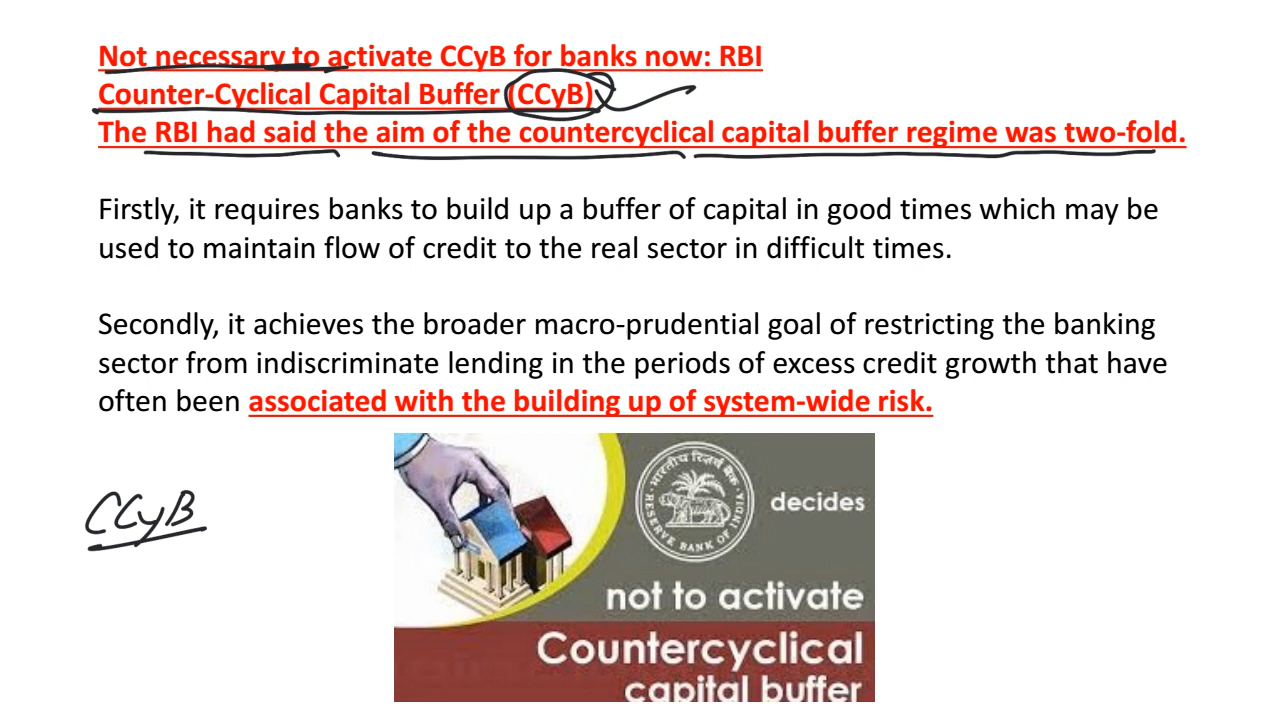 Not necessary to activate CCyB for banks now: RBI
Counter-Cyclical Capital Buffer (CCyB)
The RBI had said the aim of the countercyclical capital buffer regime was two-fold.
Firstly, it requires banks to build up a buffer of capital in good times which may be
used to maintain flow of credit to the real sector in difficult times.
Secondly, it achieves the broader macro-prudential goal of restricting the banking
sector from indiscriminate lending in the periods of excess credit growth that have
often been associated with the building up of system-wide risk.
CCyB
भारतीय रिज़र्व बैंक
RESERVE BANK OF INDIA
decides
not to activate
Countercyclical
capital buffer